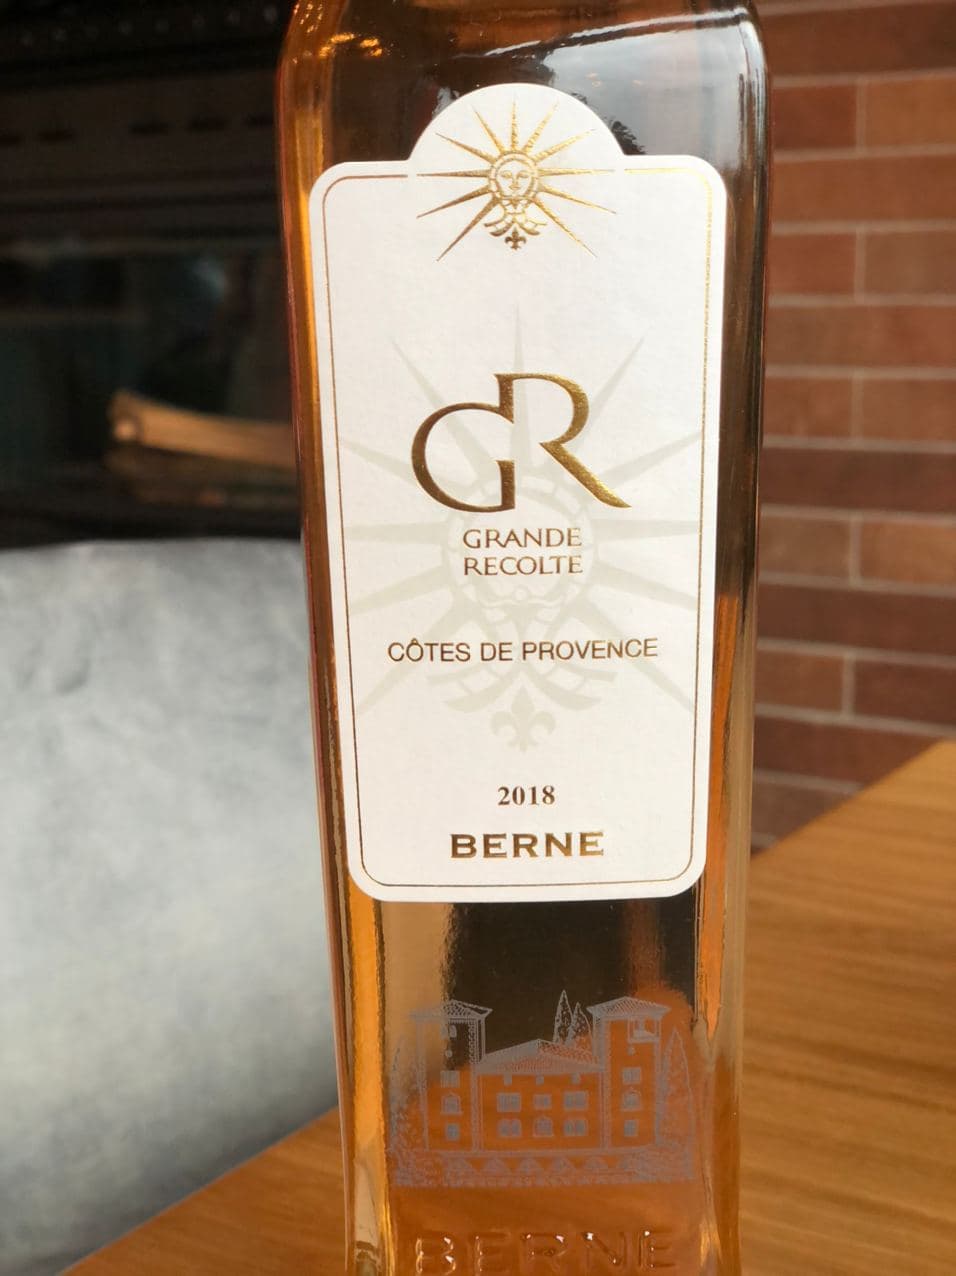 GR
GRANDE
RECOLTE
CÔTES DE PROVENCE
2018
BERNE
BERNE